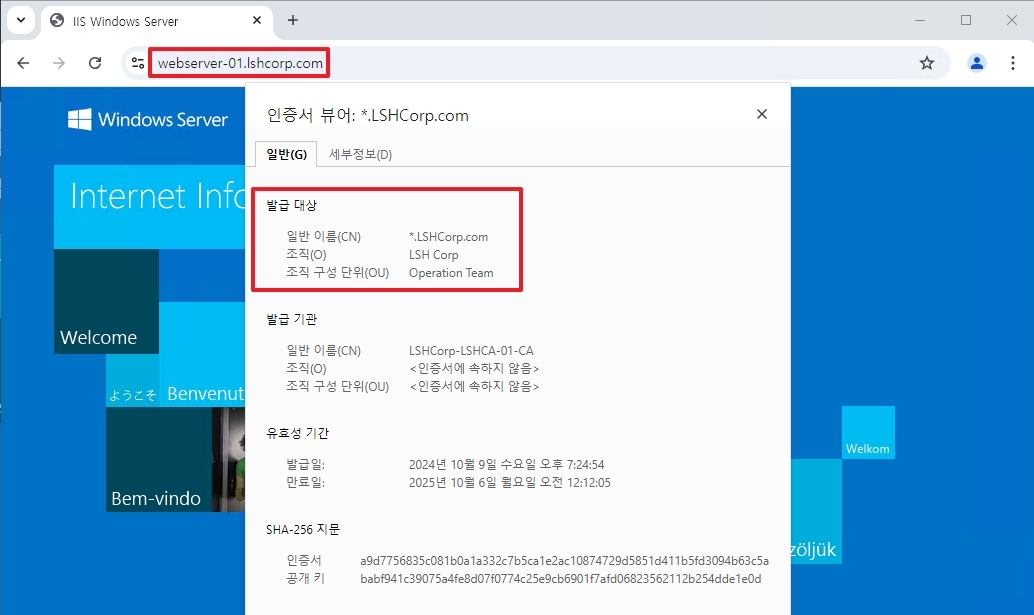 IIS Windows Server
webserver-01.lshcorp.com
Windows Server
Internet Info
Welcome
ようこそ
Benvenut
Bem-vindo
Welkom
zöljük
인증서 뷰어: *.LSHCorp.com
일반(G) 세부정보(D)
발급 대상
일반 이름(CN) *.LSHCorp.com
조직(O) LSH Corp
조직 구성 단위(OU) Operation Team
발급 기관
일반 이름(CN) LSHCorp-LSHCA-01-CA
조직(O) <인증서에 속하지 않음>
조직 구성 단위(OU) <인증서에 속하지 않음>
유효성 기간
발급일: 2024년 10월 9일 수요일 오후 7:24:54
만료일: 2025년 10월 6일 월요일 오전 12:12:05
SHA-256 지문
인증서 a9d7756835c081b0a1a332c7b5ca1e2ac10874729d5851d411b5fd3094b63c5a
공개 키 babf941c39075a4fe8d07f0774c25e9cb6901f7afd06823562112b254dde1e0d